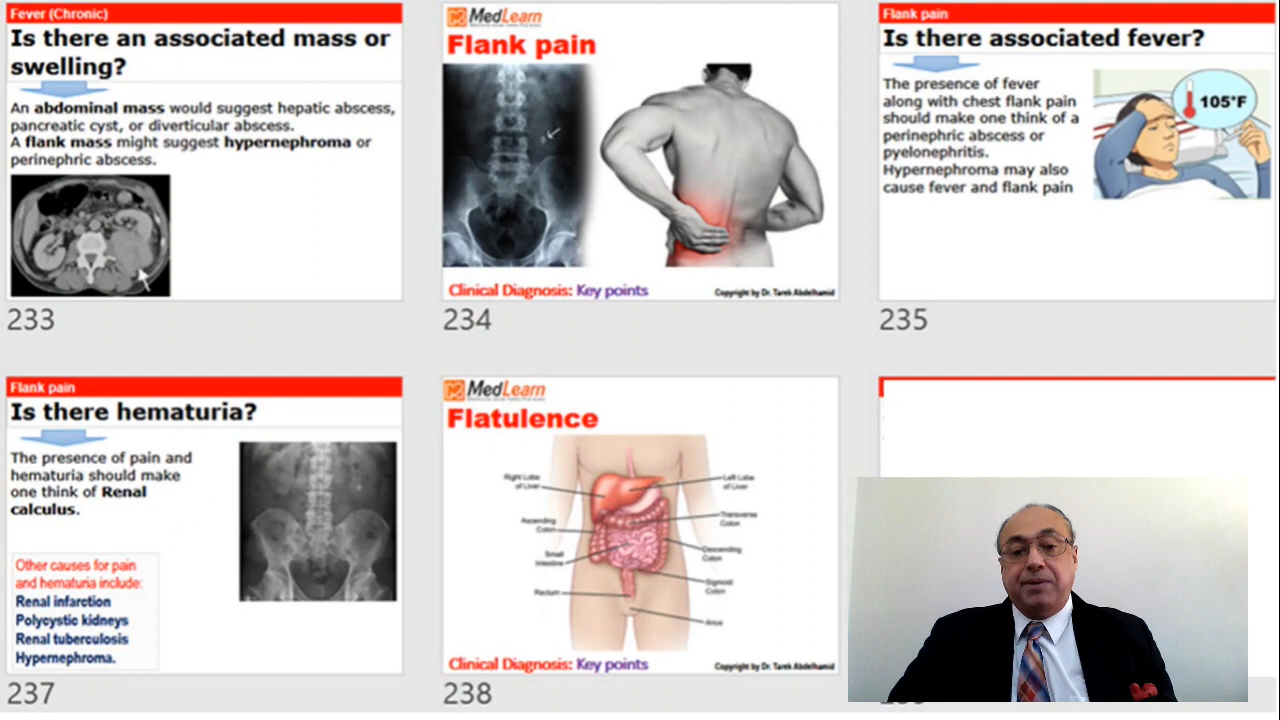 Fever (Chronic)
Is there an associated mass or
swelling?
An abdominal mass would suggest hepatic abscess,
pancreatic cyst, or diverticular abscess.
A flank mass might suggest hypernephroma or
perinephric abscess.
233
MedLearn
Flank pain
Clinical Diagnosis: Key points
Copyright by Dr. Tarek Abdelhamid
234
Flank pain
Is there associated fever?
The presence of fever
along with chest flank pain
should make one think of a
perinephric abscess or
pyelonephritis.
Hypernephroma may also
cause fever and flank pain
105°F
235
Flank pain
Is there hematuria?
The presence of pain and
hematuria should make
one think of Renal
calculus.
Other causes for pain
and hematuria include:
Renal infarction
Polycystic kidneys
Renal tuberculosis
Hypernephroma.
237
MedLearn
Flatulence
Right Lobe
of Liver
Left Lobe
of Liver
Ascending
Colon
Transverse
Colon
Small
Intestine
Descending
Colon
Rectum
Sigmoid
Colon
Anus
Clinical Diagnosis: Key points
Copyright by Dr. Tarek Abdelhamid
238